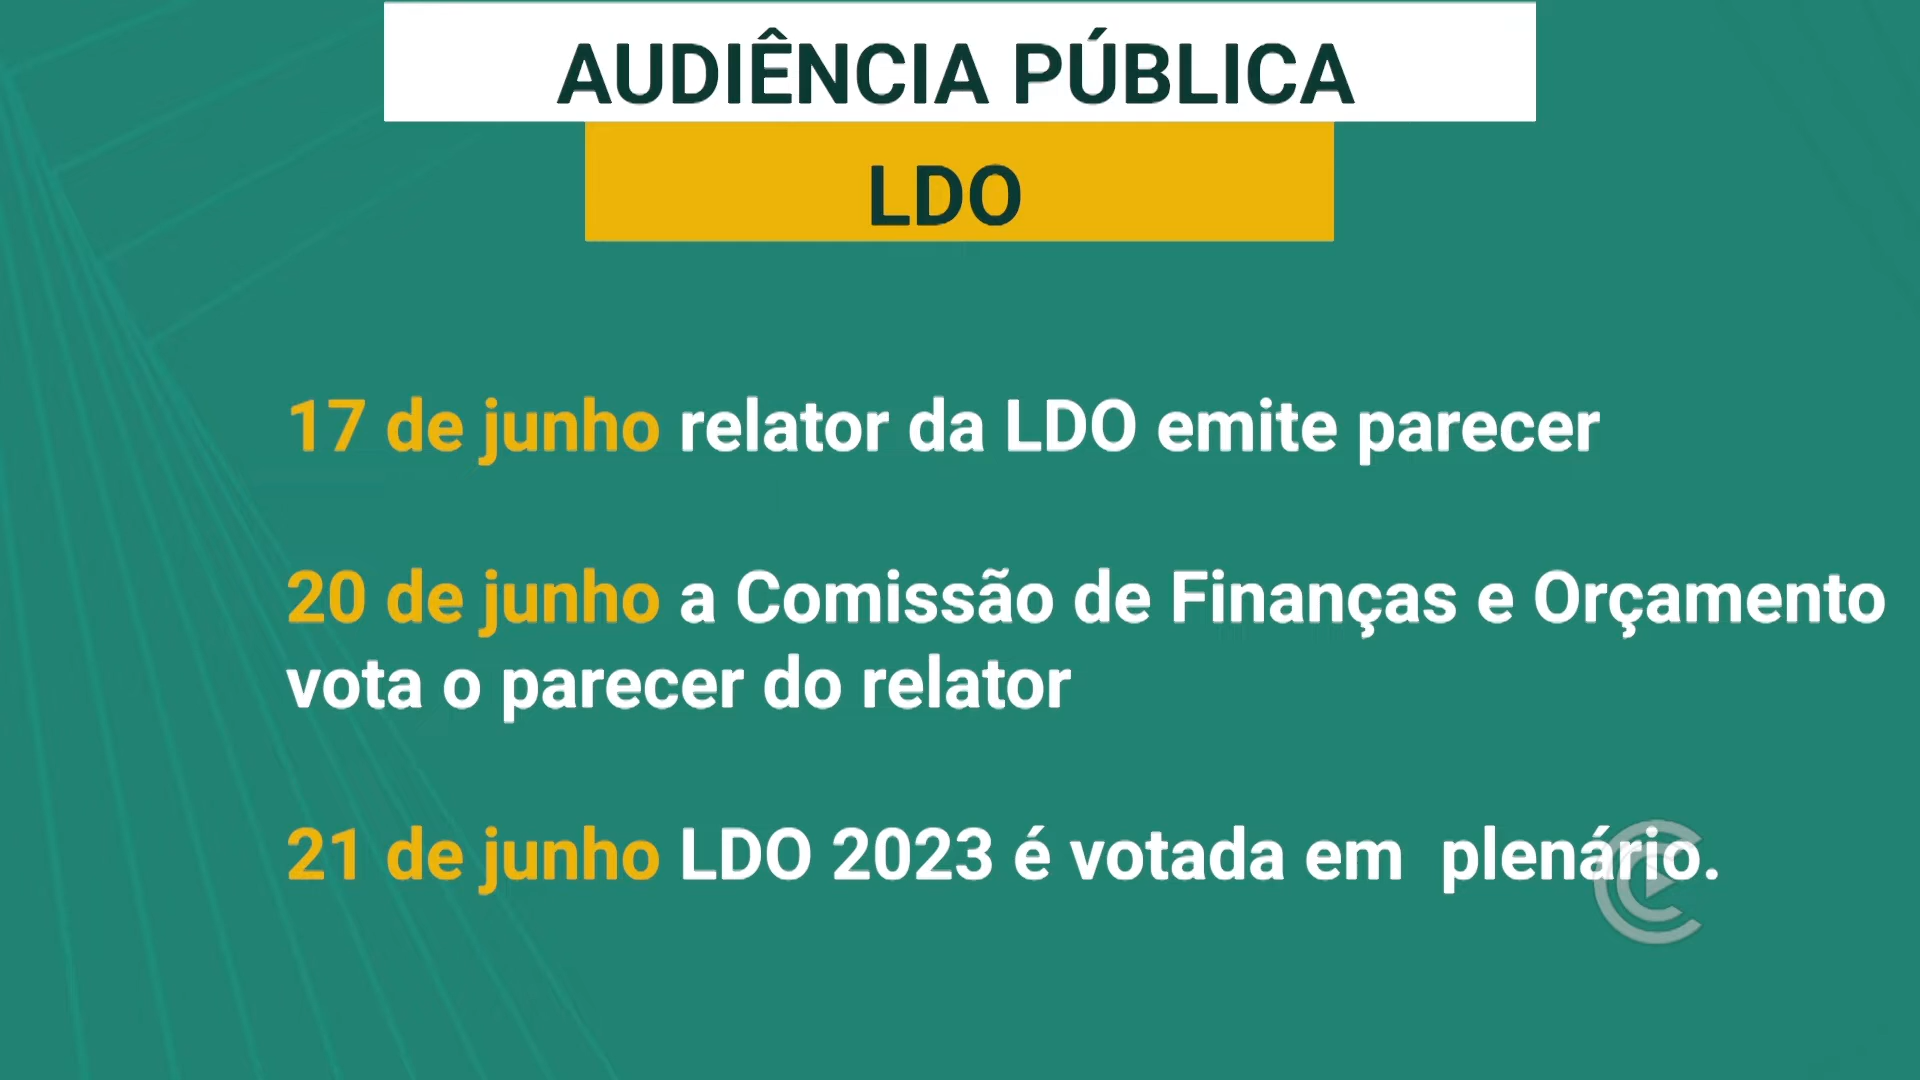 AUDIÊNCIA PÚBLICA
LDO
17 de junho relator da LDO emite parecer
20 de junho a Comissão de Finanças e Orçamento
vota o parecer do relator
21 de junho LDO 2023 é votada em plenário.